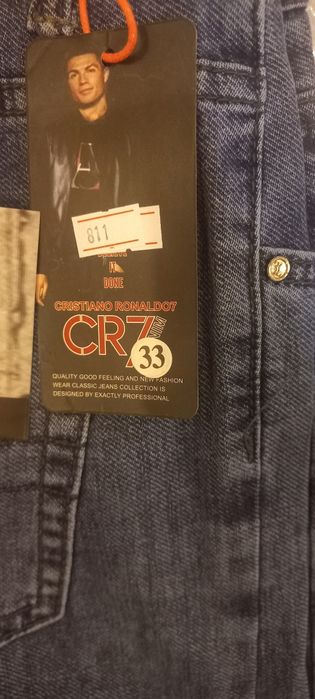 811
IT
DONE
CRISTIANO RONALDO7
CR7
33
QUALITY GOOD FEELING AND NEW FASHION
WEAR CLASSIC JEANS COLLECTION IS
DESIGNED BY EXACTLY PROFESSIONAL